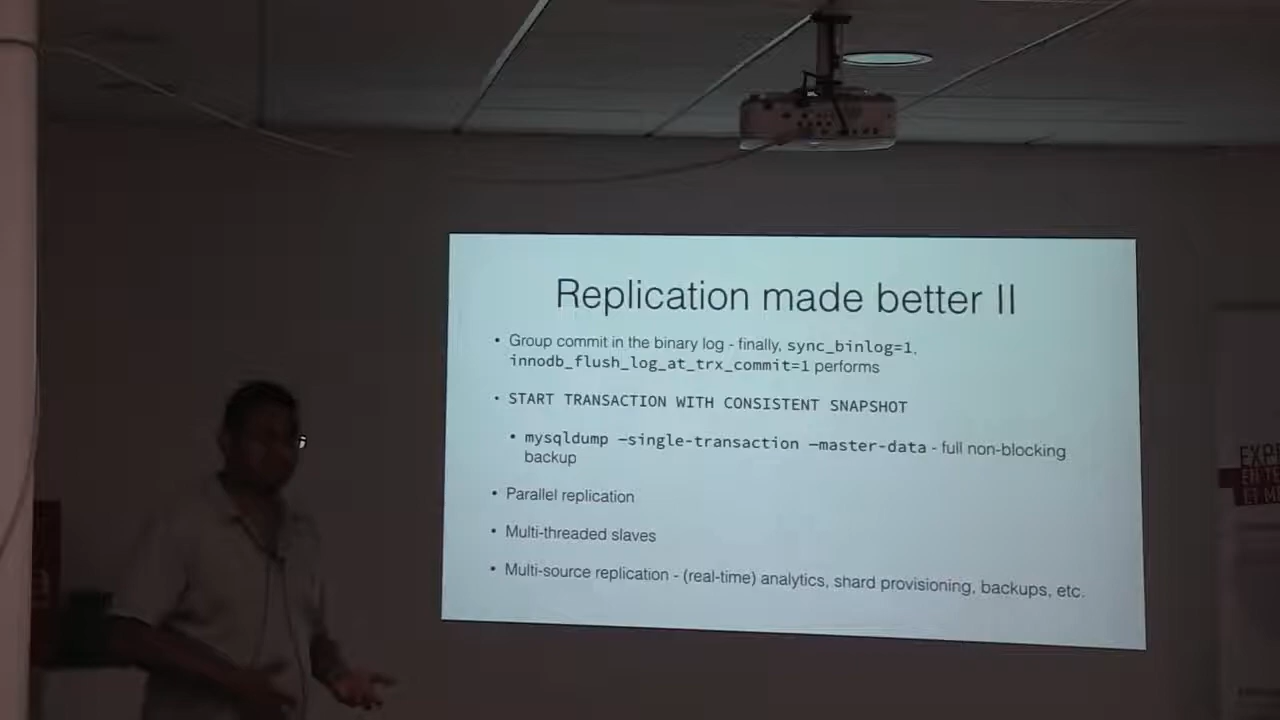 Replication made better II
• Group commit in the binary log - finally, sync_binlog=1,
innodb_flush_log_at_trx_commit=1 performs
• START TRANSACTION WITH CONSISTENT SNAPSHOT
• mysqldump —single-transaction —master-data - full non-blocking
backup
• Parallel replication
• Multi-threaded slaves
• Multi-source replication - (real-time) analytics, shard provisioning, backups, etc.